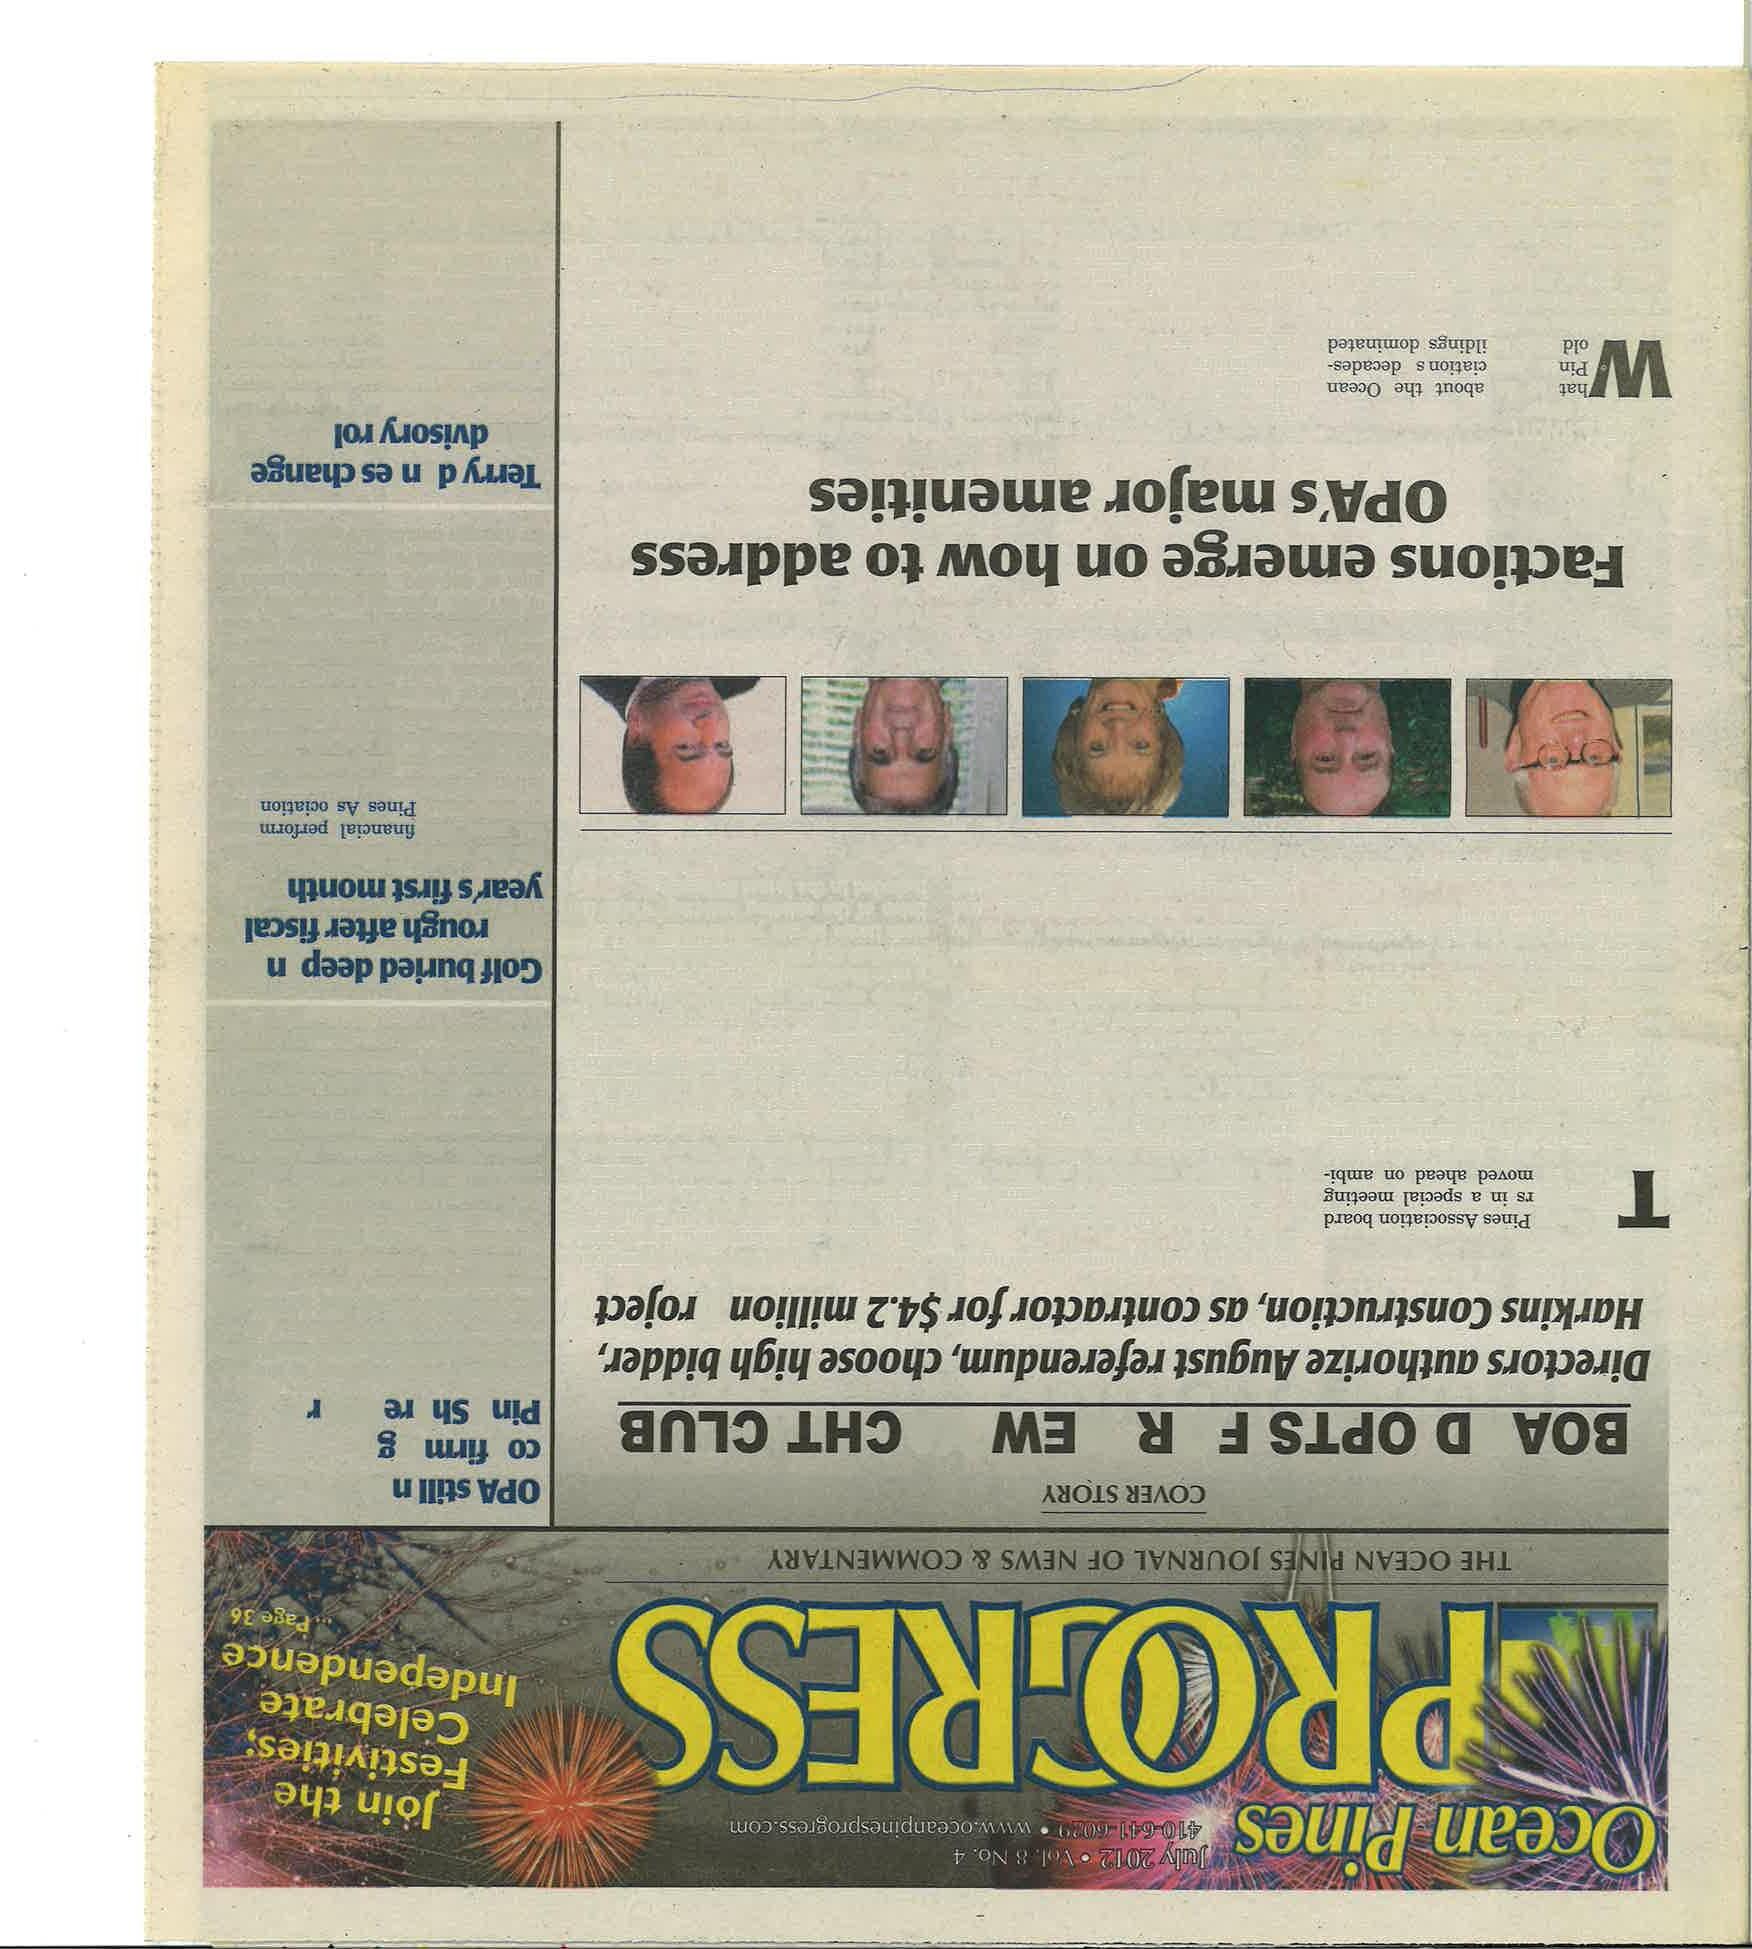 Ocean Pines
PROGRESS
July 2012 • Vol. 8 No. 4
410-641-6029 • www.oceanpinesprogress.com
Join the
Festivities;
Celebrate
Independence
... Page 36
THE OCEAN PINES JOURNAL OF NEWS & COMMENTARY
COVER STORY
BOA D OPTS F R EW CHT CLUB
Directors authorize August referendum, choose high bidder,
Harkins Construction, as contractor for $4.2 million roject
T
Pines Association board
rs in a special meeting
moved ahead on ambi-
Factions emerge on how to address
OPA's major amenities
W
hat about the Ocean
Pin ciation s decades-
old ildings dominated
OPA still n
co firm g
Pin Sh re r
Golf buried deep n
rough after fiscal
year's first month
financial perform
Pines As ociation
Terry d n es change
dvisory rol